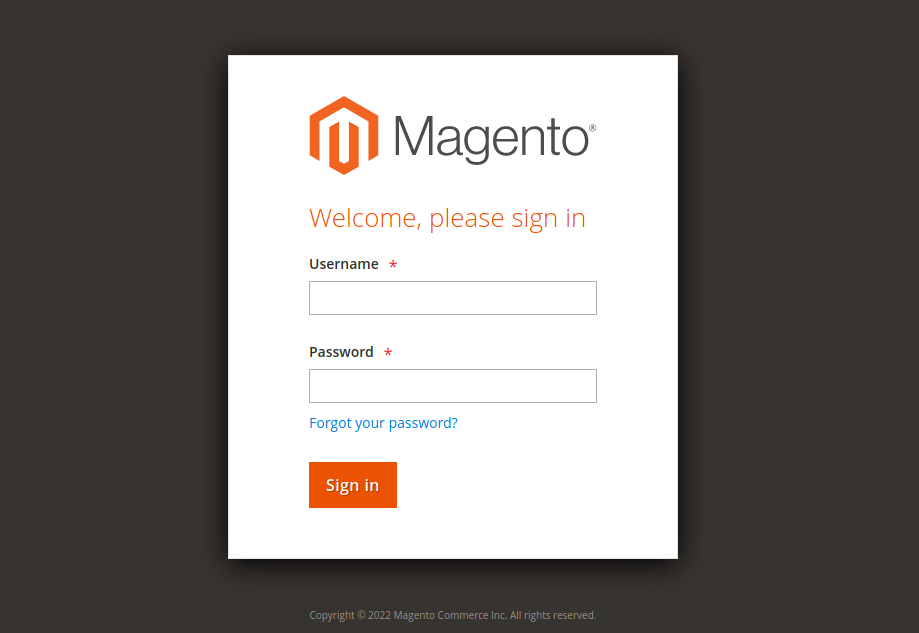 Magento®
Welcome, please sign in
Username *
Password *
Forgot your password?
Sign in
Copyright © 2022 Magento Commerce Inc. All rights reserved.